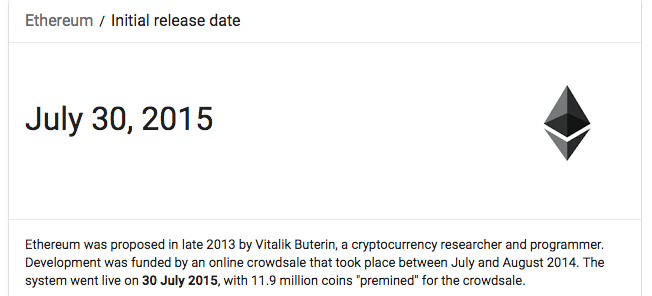 Ethereum / Initial release date
July 30, 2015
Ethereum was proposed in late 2013 by Vitalik Buterin, a cryptocurrency researcher and programmer.
Development was funded by an online crowdsale that took place between July and August 2014. The
system went live on 30 July 2015, with 11.9 million coins "premined" for the crowdsale.